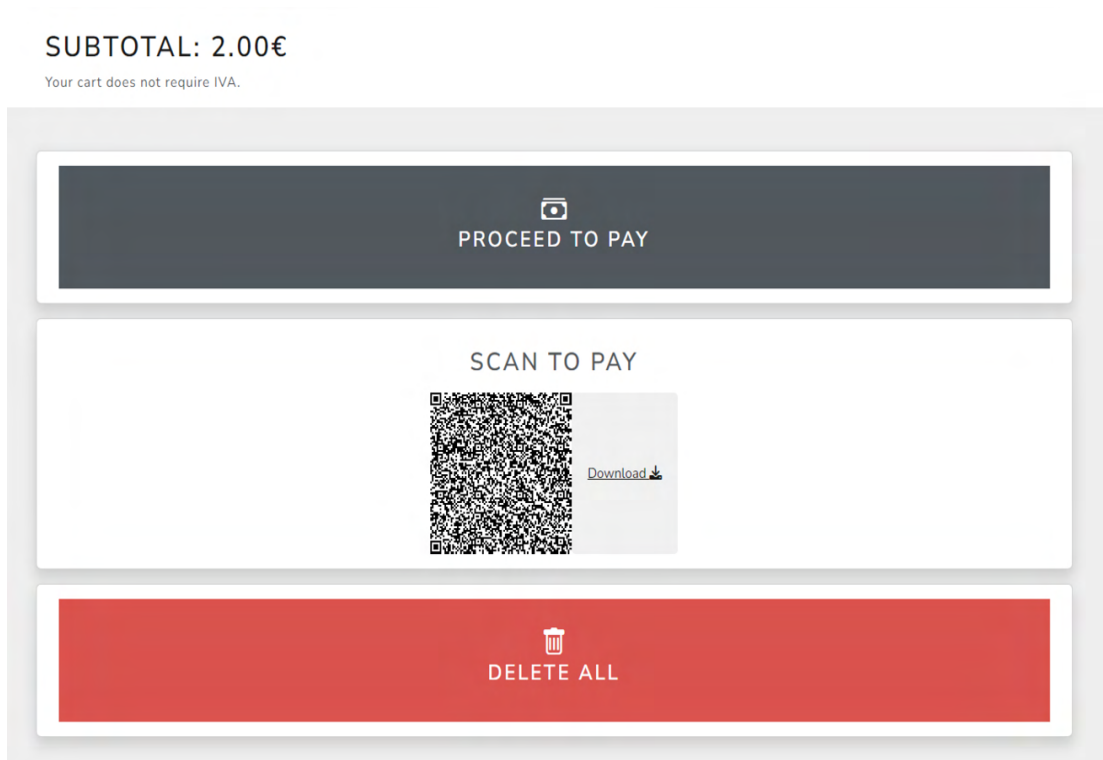 SUBTOTAL: 2.00€
Your cart does not require IVA.
PROCEED TO PAY
SCAN TO PAY
Download
DELETE ALL